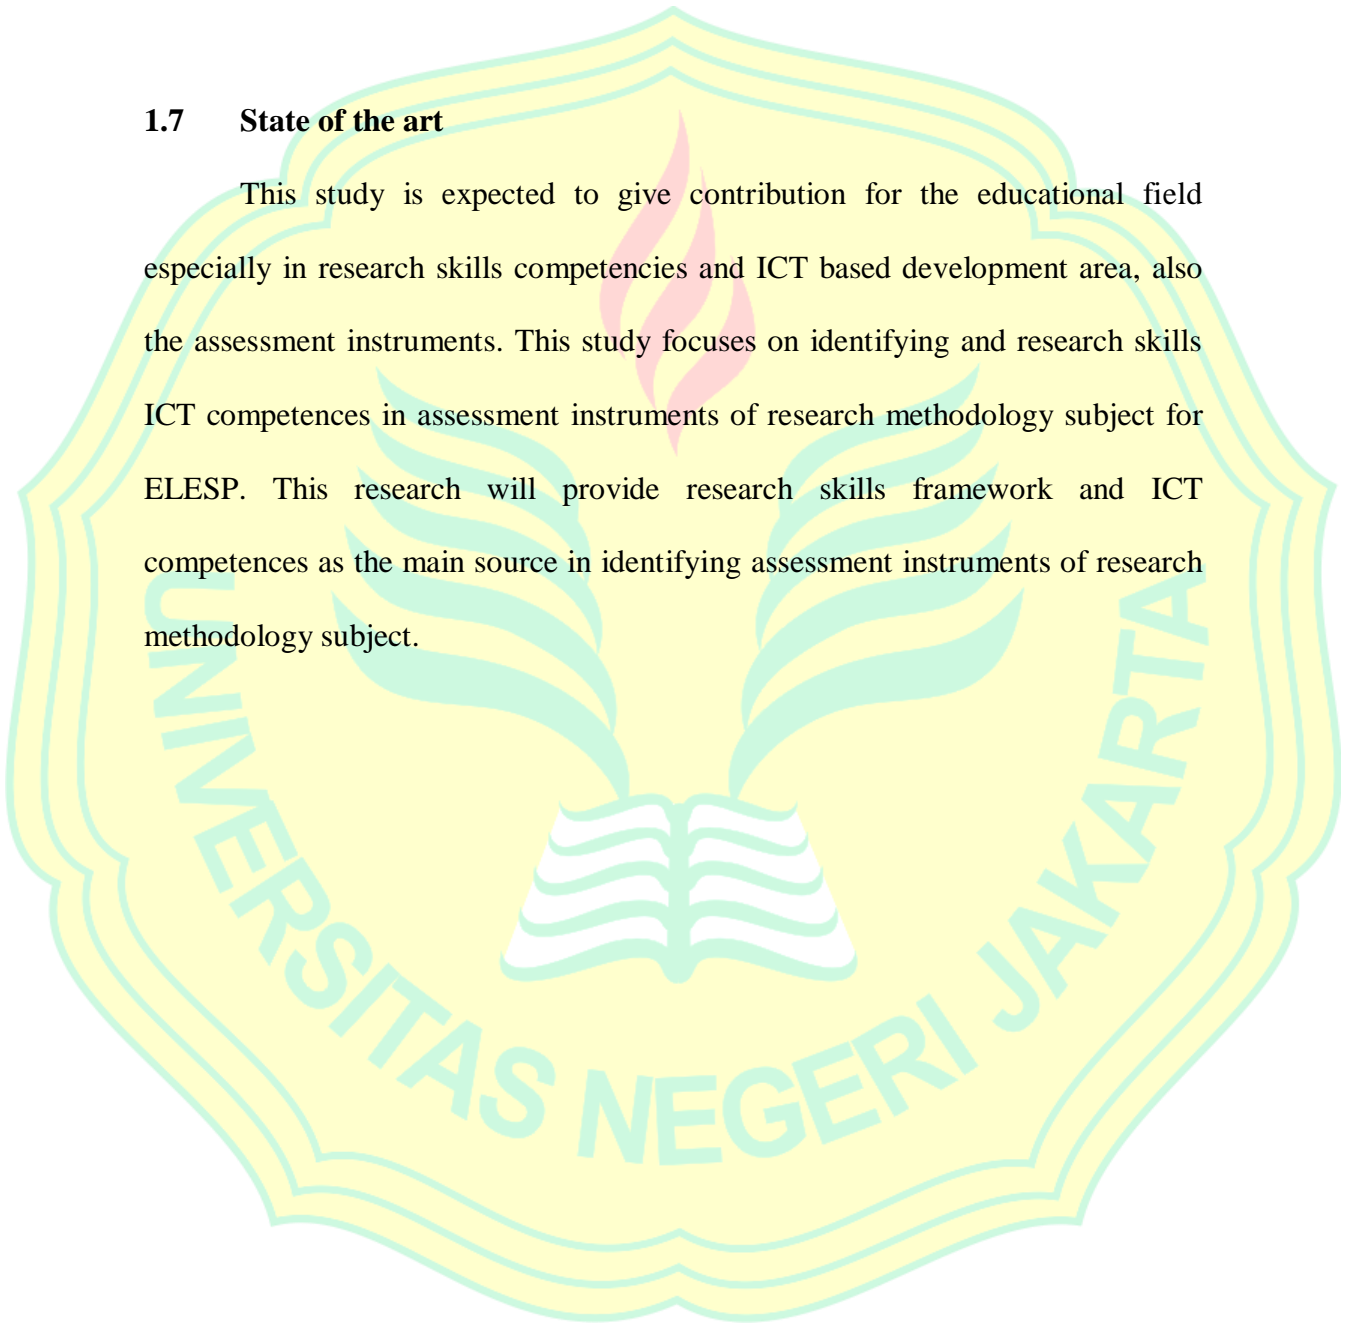 1.7 State of the art
This study is expected to give contribution for the educational field
especially in research skills competencies and ICT based development area, also
the assessment instruments. This study focuses on identifying and research skills
ICT competences in assessment instruments of research methodology subject for
ELESP. This research will provide research skills framework and ICT
competences as the main source in identifying assessment instruments of research
methodology subject.
UNIVERSITAS NEGERI JAKARTA